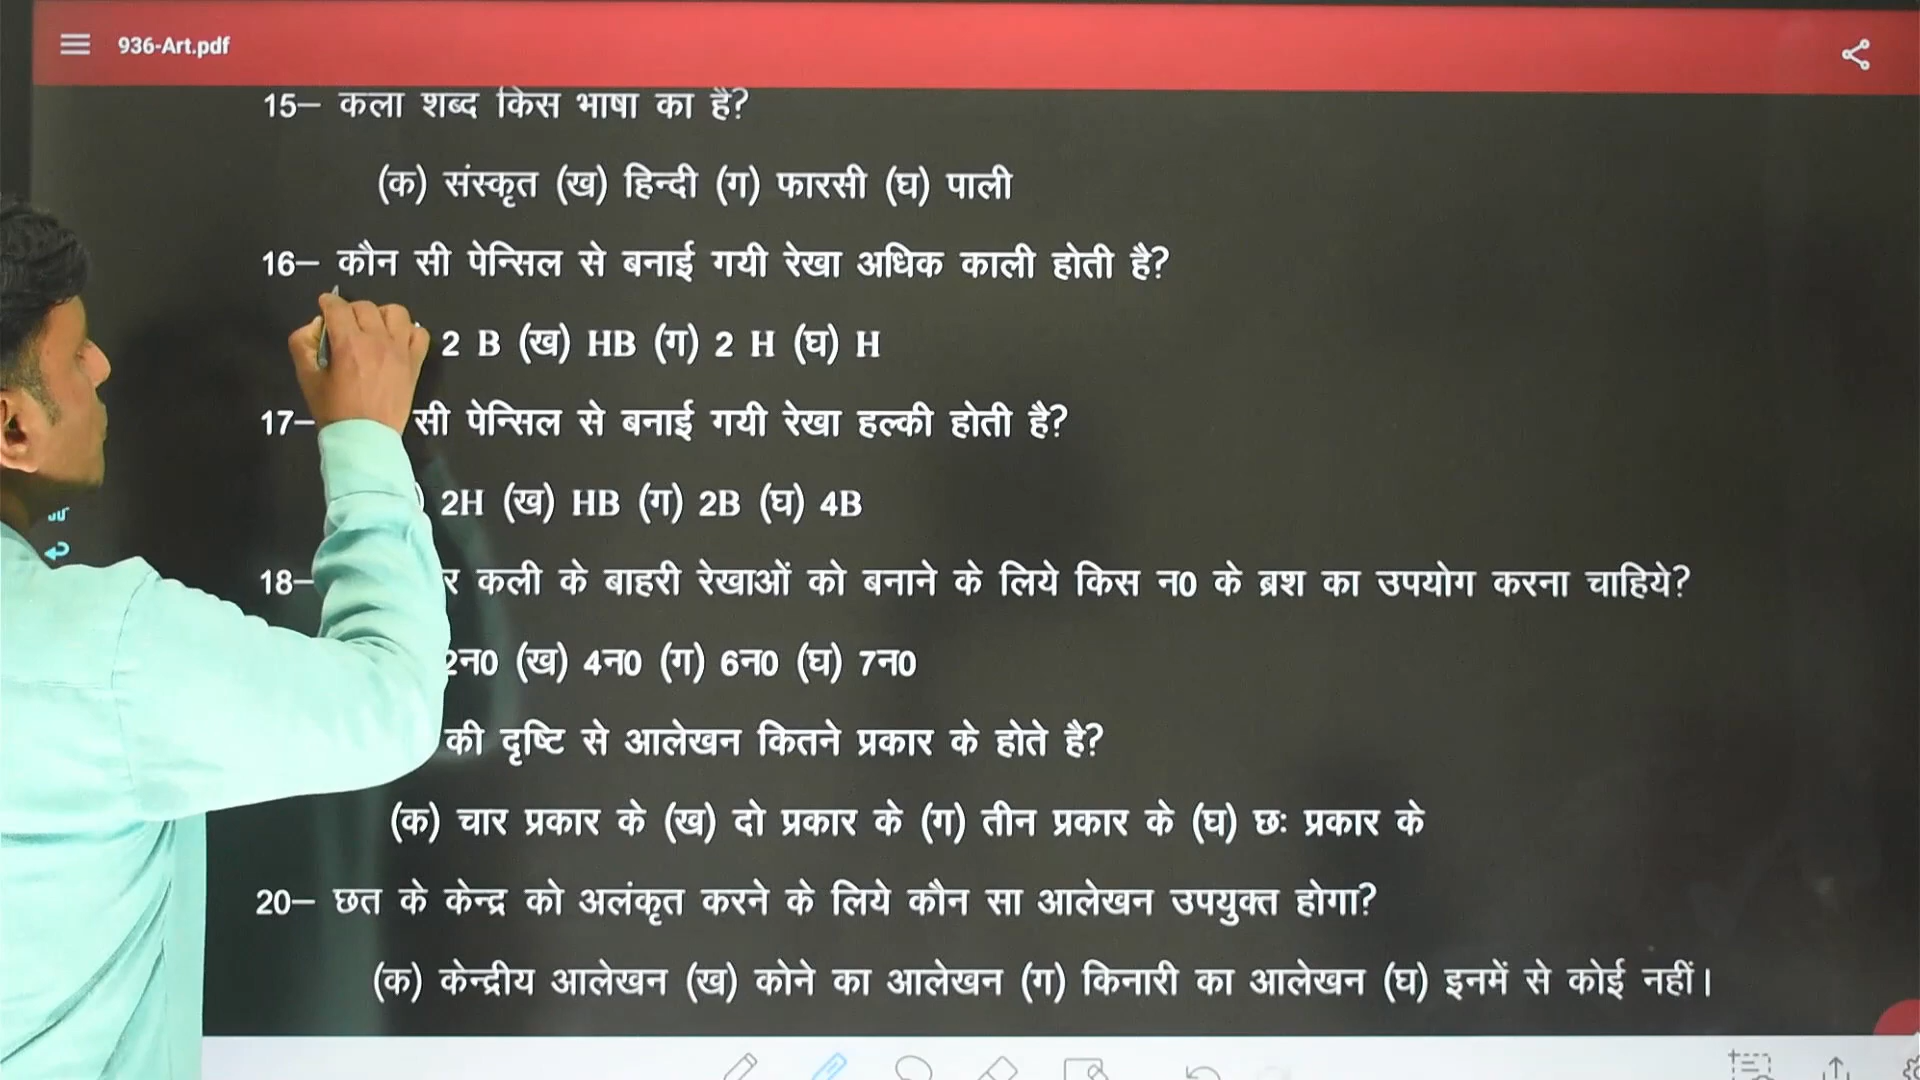 936-Art.pdf
15– कला शब्द किस भाषा का है?
(क) संस्कृत (ख) हिन्दी (ग) फारसी (घ) पाली
16– कौन सी पेन्सिल से बनाई गयी रेखा अधिक काली होती है?
2 B (ख) HB (ग) 2 H (घ) H
17– सी पेन्सिल से बनाई गयी रेखा हल्की होती है?
) 2H (ख) HB (ग) 2B (घ) 4B
18– र कली के बाहरी रेखाओं को बनाने के लिये किस न0 के ब्रश का उपयोग करना चाहिये?
2न0 (ख) 4न0 (ग) 6न0 (घ) 7न0
की दृष्टि से आलेखन कितने प्रकार के होते है?
(क) चार प्रकार के (ख) दो प्रकार के (ग) तीन प्रकार के (घ) छः प्रकार के
20– छत के केन्द्र को अलंकृत करने के लिये कौन सा आलेखन उपयुक्त होगा?
(क) केन्द्रीय आलेखन (ख) कोने का आलेखन (ग) किनारी का आलेखन (घ) इनमें से कोई नहीं।